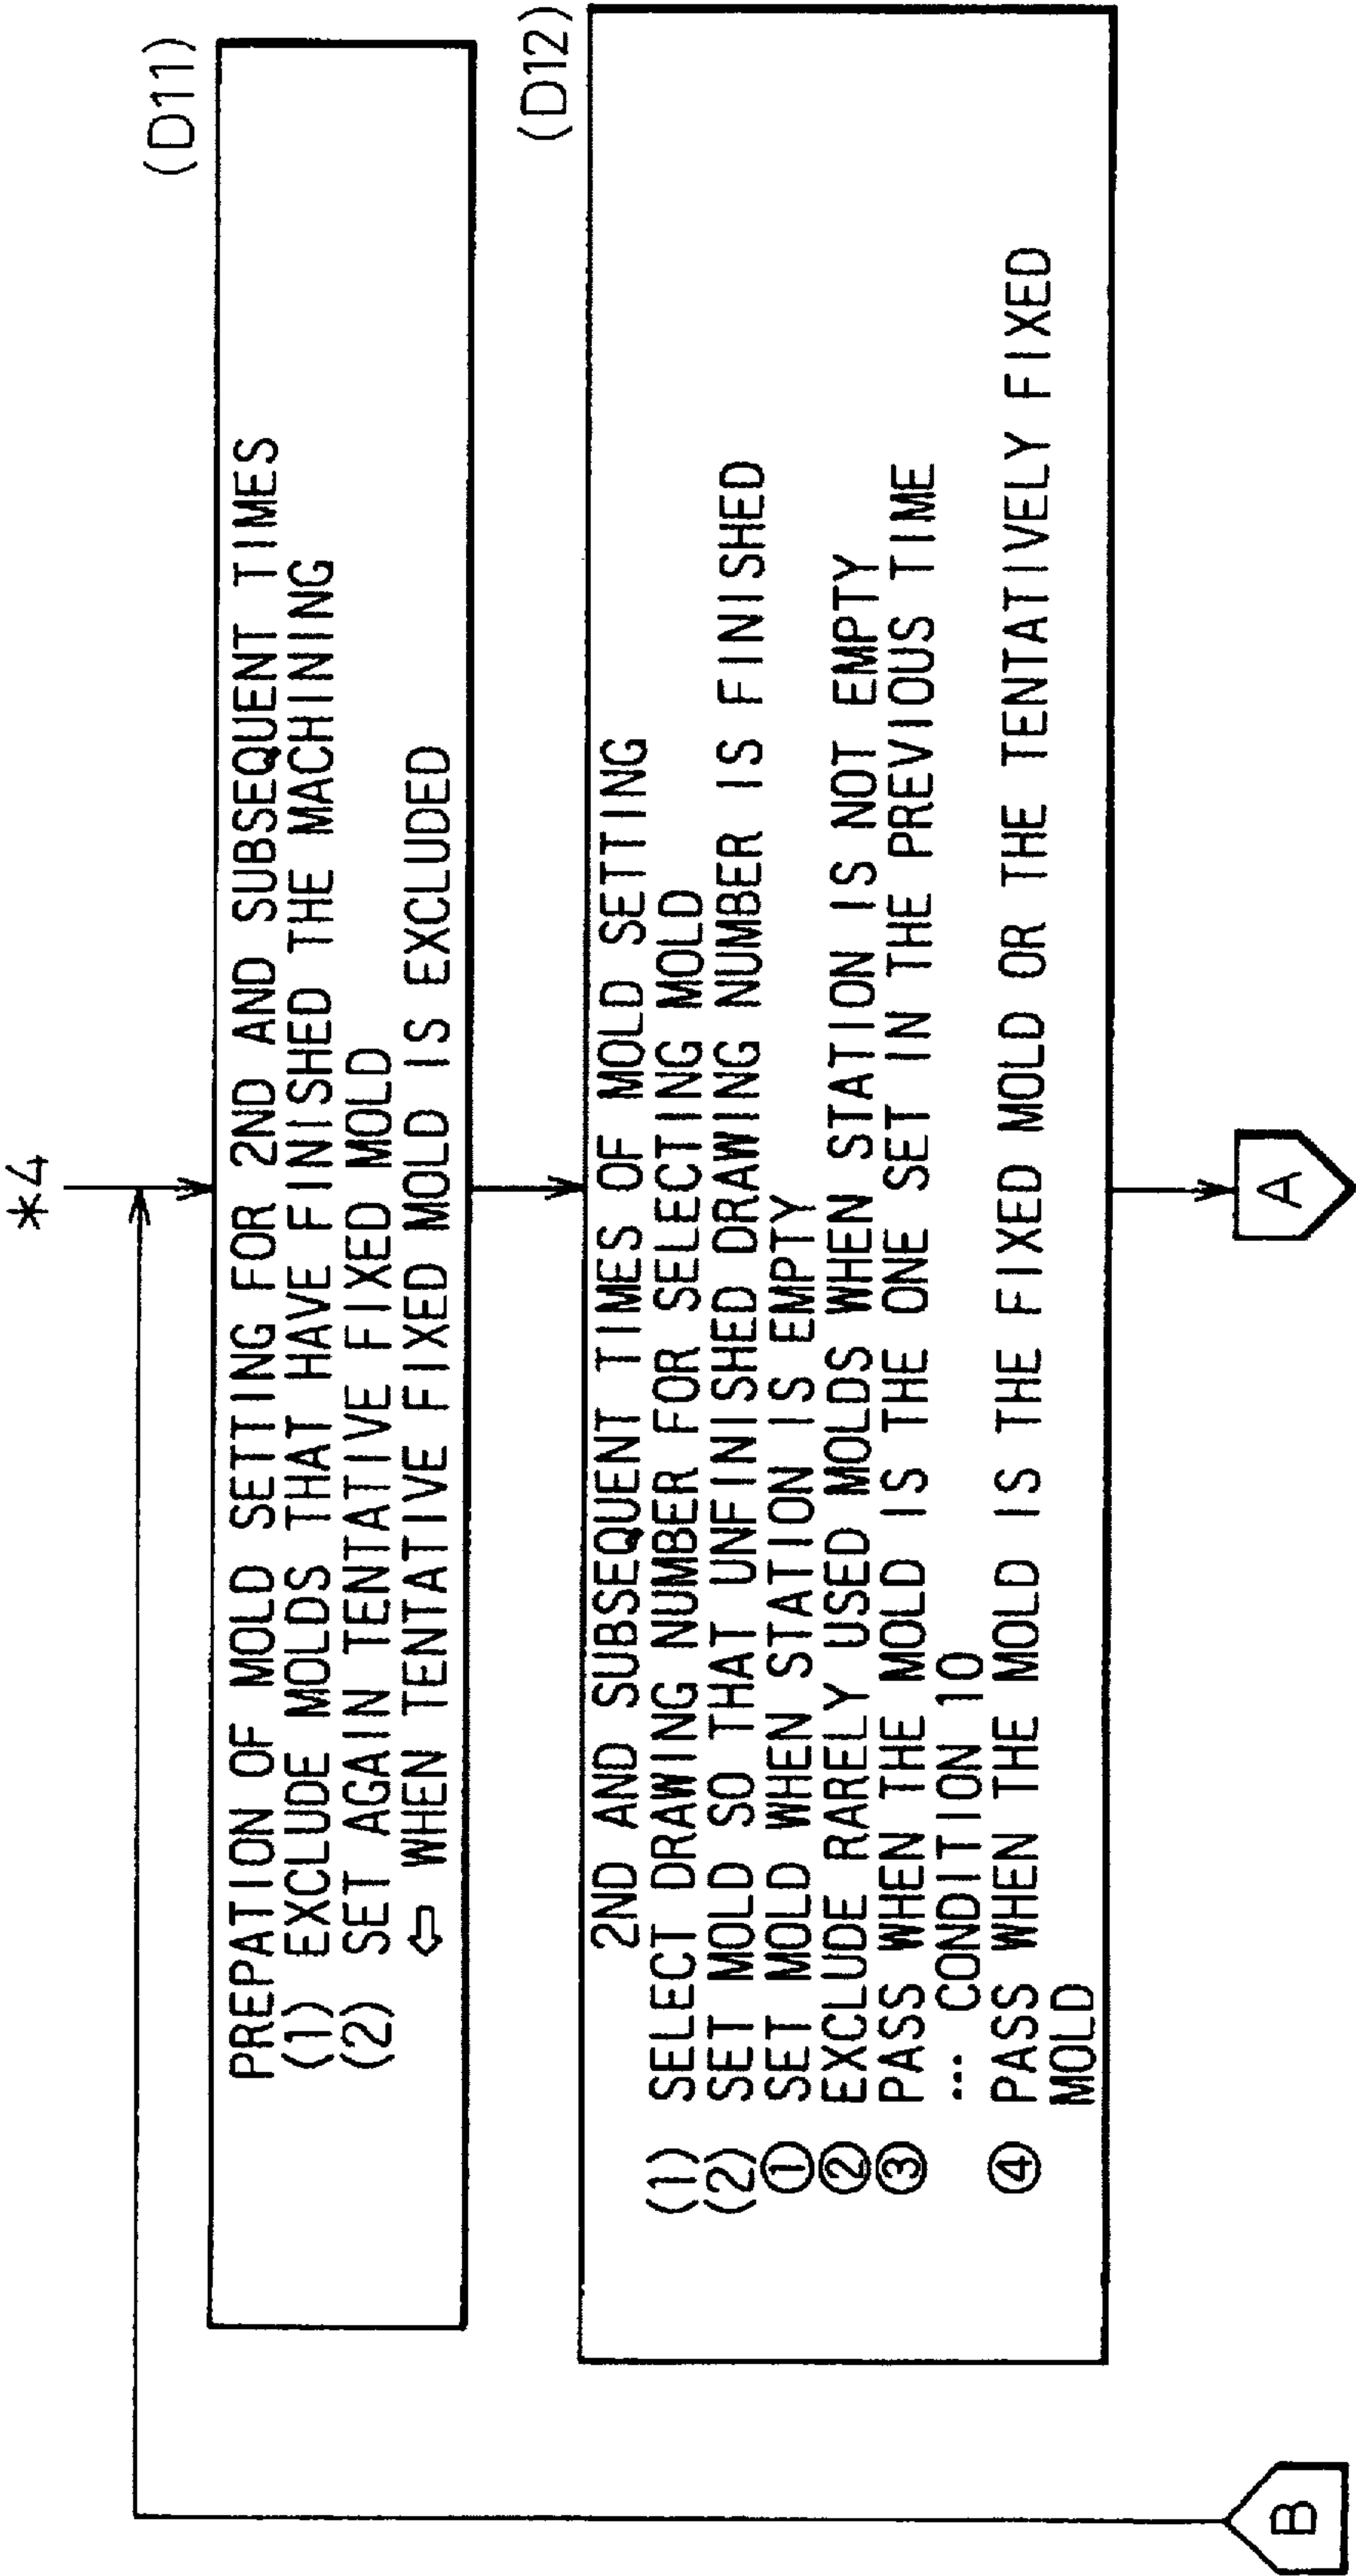 *4
(D11)
PREPATION OF MOLD SETTING FOR 2ND AND SUBSEQUENT TIMES
(1) EXCLUDE MOLDS THAT HAVE FINISHED THE MACHINING
(2) SET AGAIN TENTATIVE FIXED MOLD
⇦ WHEN TENTATIVE FIXED MOLD IS EXCLUDED
(D12)
2ND AND SUBSEQUENT TIMES OF MOLD SETTING
(1) SELECT DRAWING NUMBER FOR SELECTING MOLD
(2) SET MOLD SO THAT UNFINISHED DRAWING NUMBER IS FINISHED
① SET MOLD WHEN STATION IS EMPTY
② EXCLUDE RARELY USED MOLDS WHEN STATION IS NOT EMPTY
③ PASS WHEN THE MOLD IS THE ONE SET IN THE PREVIOUS TIME
... CONDITION 10
④ PASS WHEN THE MOLD IS THE FIXED MOLD OR THE TENTATIVELY FIXED
MOLD
B
A